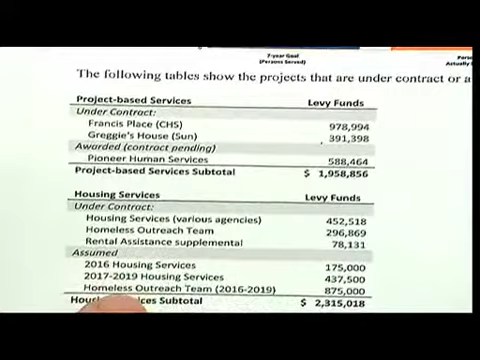 7-year Goal
(Persons Served)
Actually
The following tables show the projects that are under contract or a
Project-based Services Levy Funds
Under Contract:
Francis Place (CHS) 978,994
Greggie's House (Sun) 391,398
Awarded (contract pending)
Pioneer Human Services 588,464
Project-based Services Subtotal $ 1,958,856
Housing Services Levy Funds
Under Contract:
Housing Services (various agencies) 452,518
Homeless Outreach Team 296,869
Rental Assistance supplemental 78,131
Assumed
2016 Housing Services 175,000
2017-2019 Housing Services 437,500
Homeless Outreach Team (2016-2019) 875,000
Subtotal $ 2,315,018